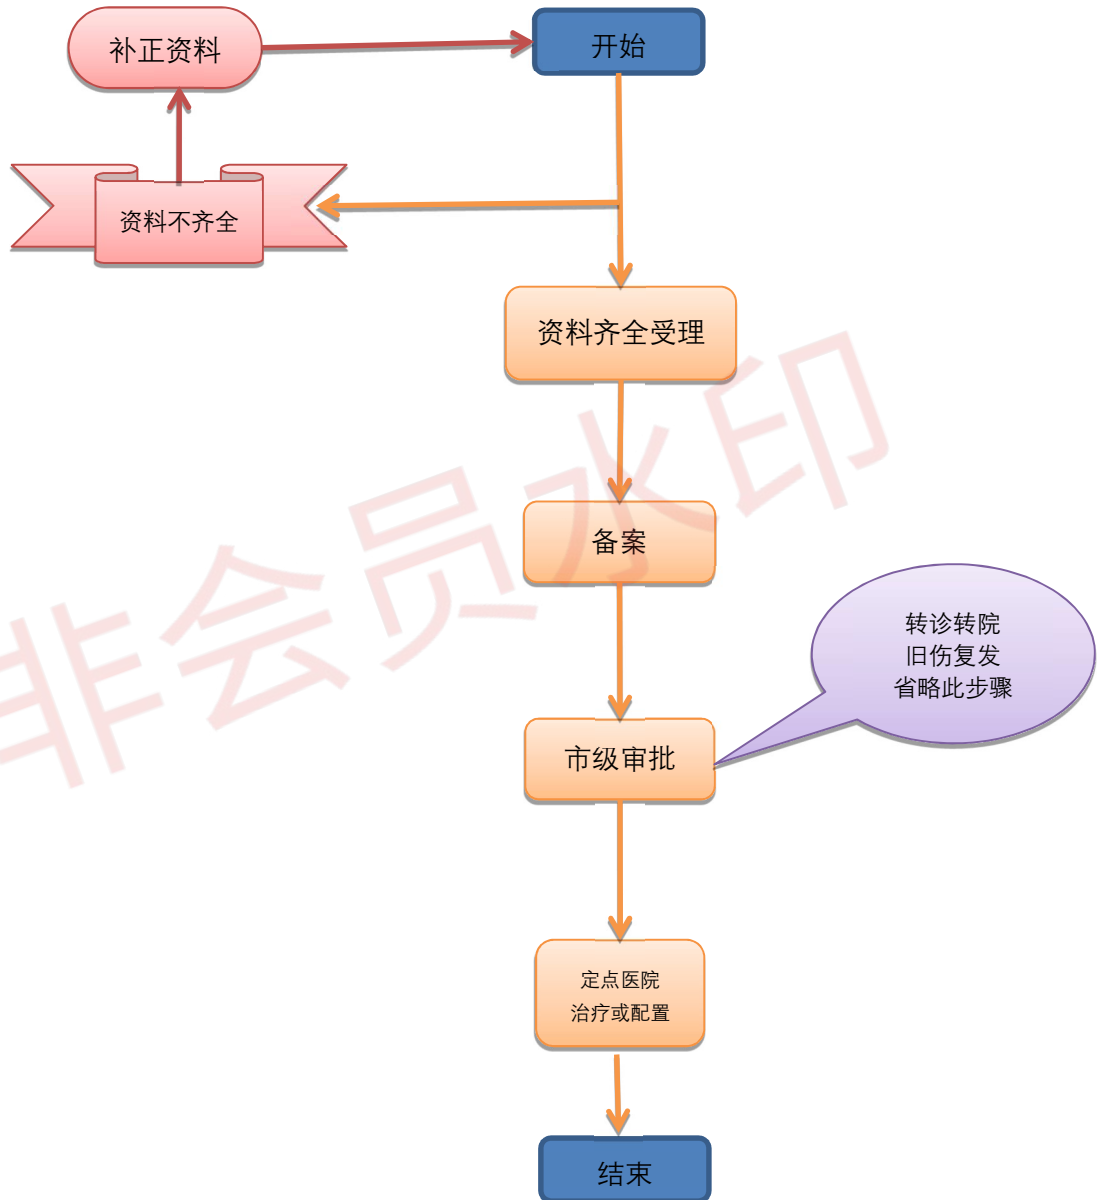 补正资料
开始
资料不齐全
资料齐全受理
备案
转诊转院
旧伤复发
省略此步骤
市级审批
定点医院
治疗或配置
结束
非会员水印